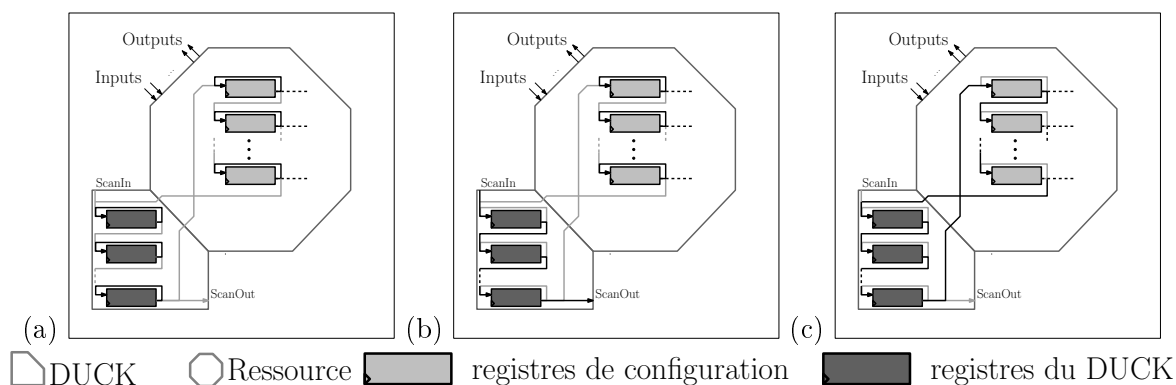 Outputs
Inputs
ScanIn
ScanOut
(a)
Outputs
Inputs
ScanIn
ScanOut
(b)
Outputs
Inputs
ScanIn
ScanOut
(c)
DUCK
Ressource
registres de configuration
registres du DUCK